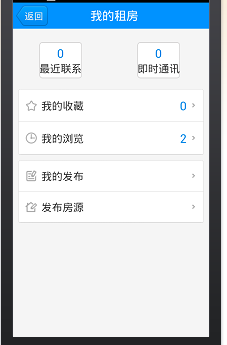 返回 我的租房
0 0
最近联系 即时通讯
我的收藏 0
我的浏览 2
我的发布
发布房源